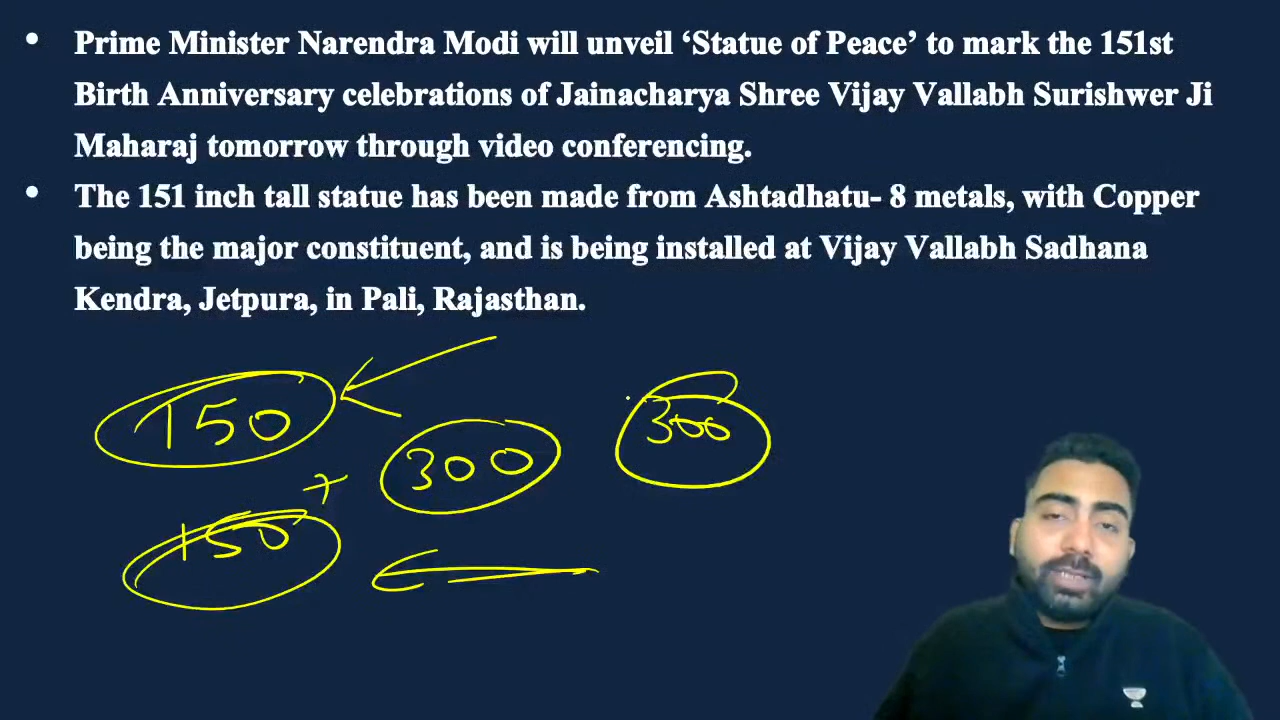 • Prime Minister Narendra Modi will unveil ‘Statue of Peace’ to mark the 151st
Birth Anniversary celebrations of Jainacharya Shree Vijay Vallabh Surishwer Ji
Maharaj tomorrow through video conferencing.
• The 151 inch tall statue has been made from Ashtadhatu- 8 metals, with Copper
being the major constituent, and is being installed at Vijay Vallabh Sadhana
Kendra, Jetpura, in Pali, Rajasthan.
150
300
300
+
150